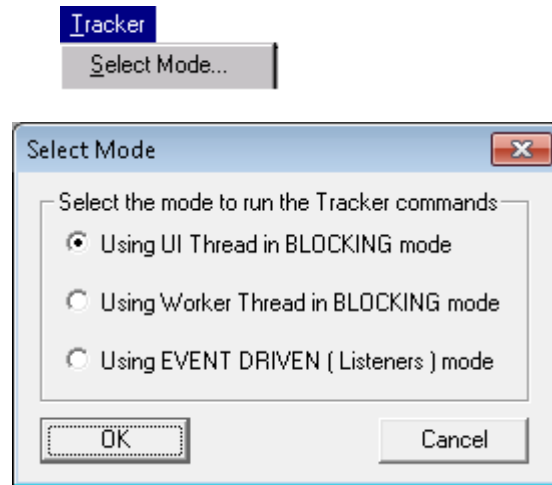 Tracker
Select Mode...
Select Mode
Select the mode to run the Tracker commands
Using UI Thread in BLOCKING mode
Using Worker Thread in BLOCKING mode
Using EVENT DRIVEN ( Listeners ) mode
OK Cancel